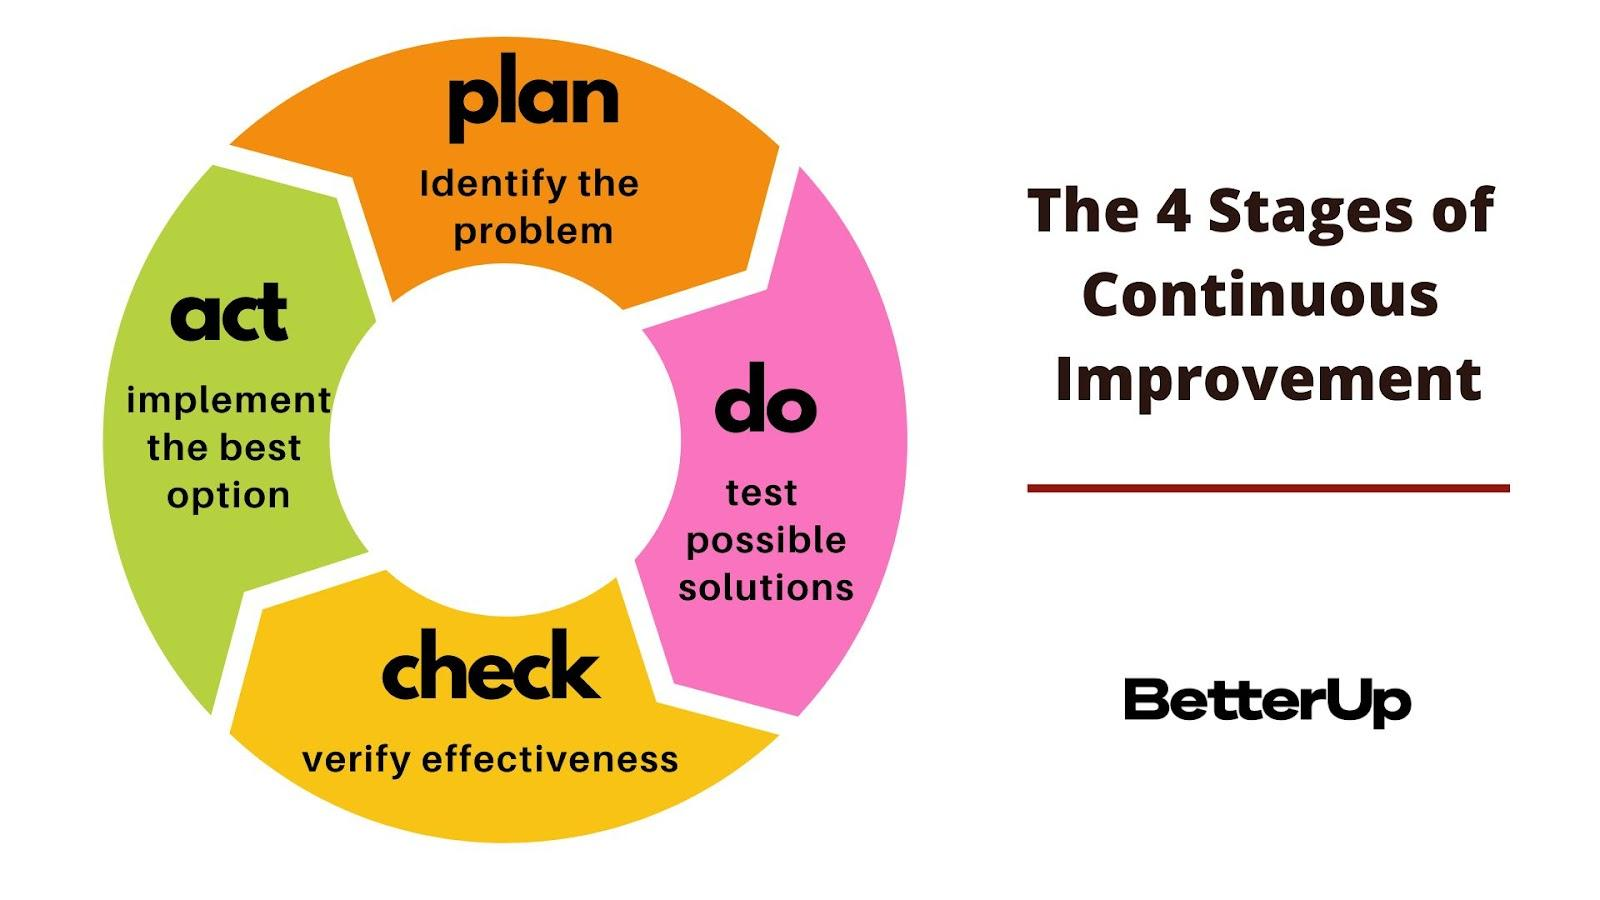 plan
Identify the
problem
do
test
possible
solutions
check
verify effectiveness
act
implement
the best
option
The 4 Stages of
Continuous
Improvement
BetterUp